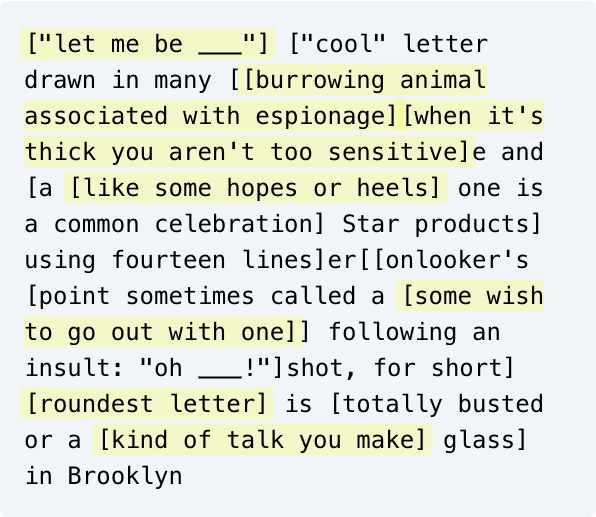 ["let me be ___"] ["cool" letter
drawn in many [[burrowing animal
associated with espionage][when it's
thick you aren't too sensitive]e and
[a [like some hopes or heels] one is
a common celebration] Star products]
using fourteen lines]er[[onlooker's
[point sometimes called a [some wish
to go out with one]] following an
insult: "oh ___!"]shot, for short]
[roundest letter] is [totally busted
or a [kind of talk you make] glass]
in Brooklyn